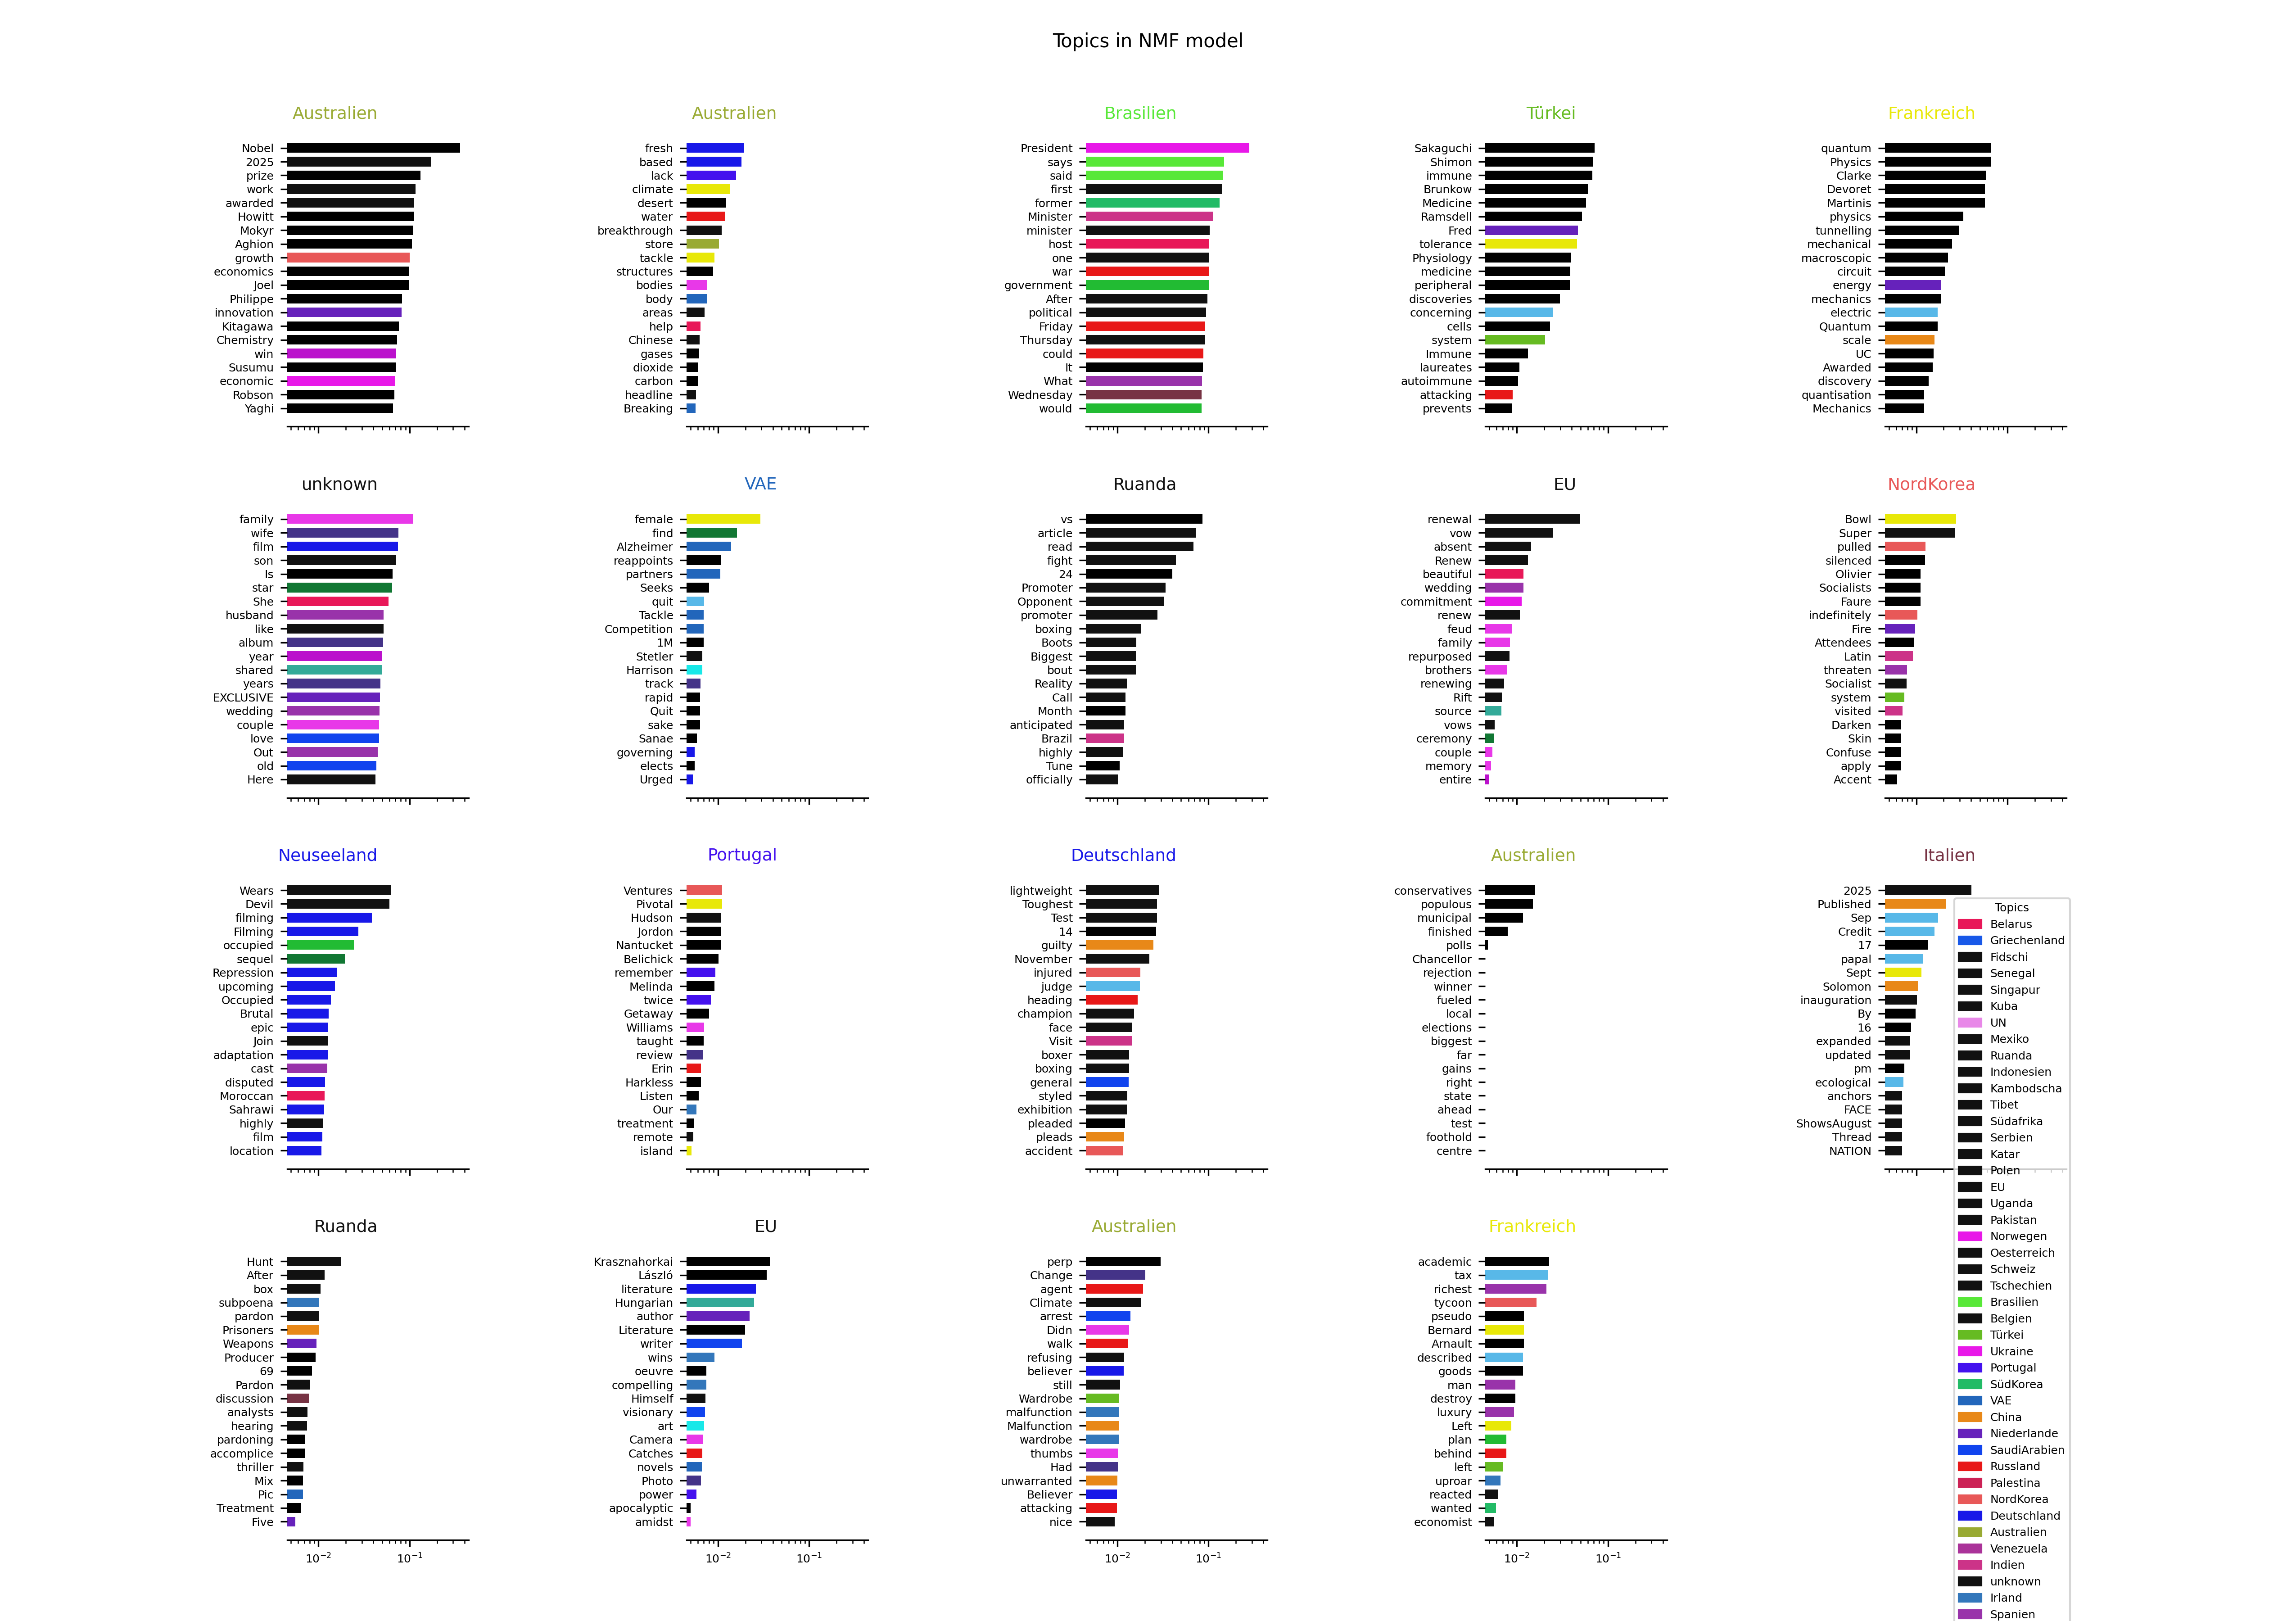 Topics in NMF model
Australien
Nobel
2025
prize
work
awarded
Howitt
Mokyr
Aghion
growth
economics
Joel
Philippe
innovation
Kitagawa
Chemistry
win
Susumu
economic
Robson
Yaghi
Australien
fresh
based
lack
climate
desert
water
breakthrough
store
tackle
structures
bodies
body
areas
help
Chinese
gases
dioxide
carbon
headline
Breaking
Brasilien
President
says
said
first
former
Minister
minister
host
one
war
government
After
political
Friday
Thursday
could
It
What
Wednesday
would
Türkei
Sakaguchi
Shimon
immune
Brunkow
Medicine
Ramsdell
Fred
tolerance
Physiology
medicine
peripheral
discoveries
concerning
cells
system
Immune
laureates
autoimmune
attacking
prevents
Frankreich
quantum
Physics
Clarke
Devoret
Martinis
physics
tunnelling
mechanical
macroscopic
circuit
energy
mechanics
electric
Quantum
scale
UC
Awarded
discovery
quantisation
Mechanics
unknown
family
wife
film
son
Is
star
She
husband
like
album
year
shared
years
EXCLUSIVE
wedding
couple
love
Out
old
Here
VAE
female
find
Alzheimer
reappoints
partners
Seeks
quit
Tackle
Competition
1M
Stetler
Harrison
track
rapid
Quit
sake
Sanae
governing
elects
Urged
Ruanda
vs
article
read
fight
24
Promoter
Opponent
promoter
boxing
Boots
Biggest
bout
Reality
Call
Month
anticipated
Brazil
highly
Tune
officially
EU
renewal
vow
absent
Renew
beautiful
wedding
commitment
renew
feud
family
repurposed
brothers
renewing
Rift
source
vows
ceremony
couple
memory
entire
NordKorea
Bowl
Super
pulled
silenced
Olivier
Socialists
Faure
indefinitely
Fire
Attendees
Latin
threaten
Socialist
system
visited
Darken
Skin
Confuse
apply
Accent
Neuseeland
Wears
Devil
filming
Filming
occupied
sequel
Repression
upcoming
Occupied
Brutal
epic
Join
adaptation
cast
disputed
Moroccan
Sahrawi
highly
film
location
Portugal
Ventures
Pivotal
Hudson
Jordon
Nantucket
Belichick
remember
Melinda
twice
Getaway
Williams
taught
review
Erin
Harkless
Listen
Our
treatment
remote
island
Deutschland
lightweight
Toughest
Test
14
guilty
November
injured
judge
heading
champion
face
Visit
boxer
boxing
general
styled
exhibition
pleaded
pleads
accident
Australien
conservatives
populous
municipal
finished
polls
Chancellor
rejection
winner
fueled
local
elections
biggest
far
gains
right
state
ahead
test
foothold
centre
Italien
2025
Published
Sep
Credit
17
papal
Sept
Solomon
inauguration
By
16
expanded
updated
pm
ecological
anchors
FACE
ShowsAugust
Thread
NATION
Topics
Belarus
Griechenland
Fidschi
Senegal
Singapur
Kuba
UN
Mexiko
Ruanda
Indonesien
Kambodscha
Tibet
Südafrika
Serbien
Katar
Polen
EU
Uganda
Pakistan
Norwegen
Oesterreich
Schweiz
Tschechien
Brasilien
Belgien
Türkei
Ukraine
Portugal
SüdKorea
VAE
China
Niederlande
SaudiArabien
Russland
Palestina
NordKorea
Deutschland
Australien
Venezuela
Indien
unknown
Irland
Spanien
Ruanda
Hunt
After
box
subpoena
pardon
Prisoners
Weapons
Producer
69
Pardon
discussion
analysts
hearing
pardoning
accomplice
thriller
Mix
Pic
Treatment
Five
10⁻² 10⁻¹
EU
Krasznahorkai
László
literature
Hungarian
author
Literature
writer
wins
oeuvre
compelling
Himself
visionary
art
Camera
Catches
novels
Photo
power
apocalyptic
amidst
10⁻² 10⁻¹
Australien
perp
Change
agent
Climate
arrest
Didn
walk
refusing
believer
still
Wardrobe
malfunction
Malfunction
wardrobe
thumbs
Had
unwarranted
Believer
attacking
nice
10⁻² 10⁻¹
Frankreich
academic
tax
richest
tycoon
pseudo
Bernard
Arnault
described
goods
man
destroy
luxury
Left
plan
behind
left
uproar
reacted
wanted
economist
10⁻² 10⁻¹